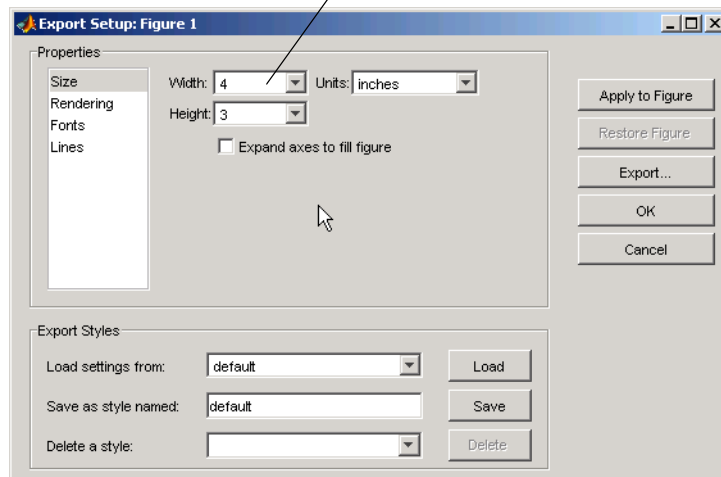 Export Setup: Figure 1
Properties
Size
Rendering
Fonts
Lines
Width: 4 Units: inches
Height: 3
Expand axes to fill figure
Apply to Figure
Restore Figure
Export...
OK
Cancel
Export Styles
Load settings from: default Load
Save as style named: default Save
Delete a style: Delete